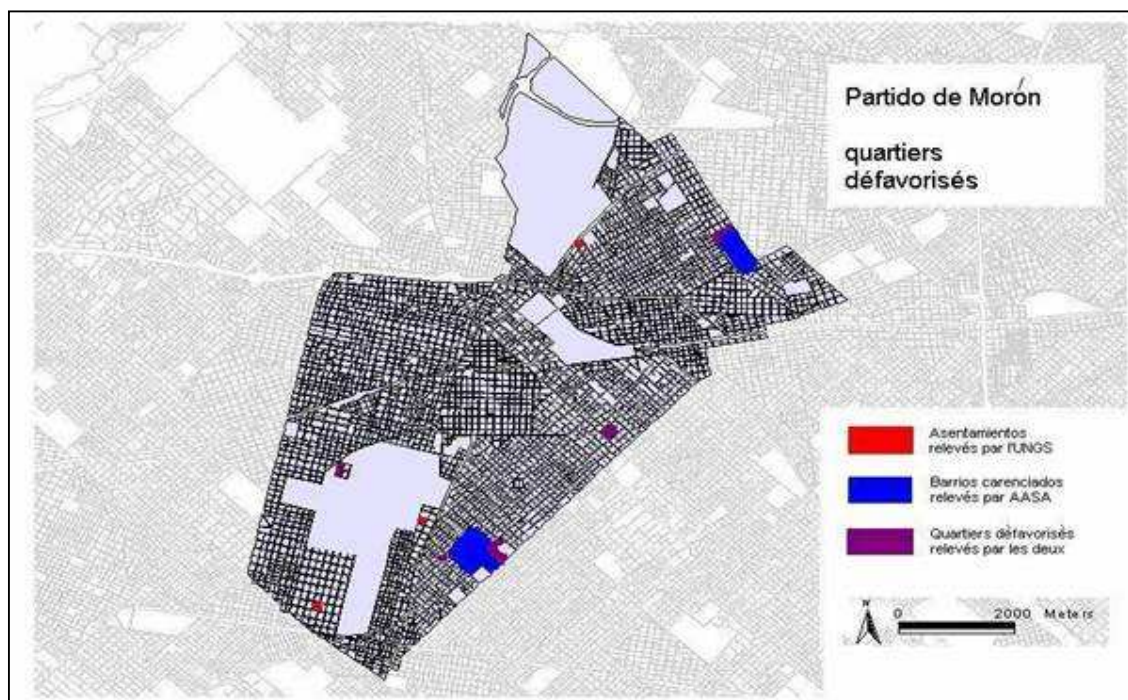 Partido de Morón
quartiers
défavorisés
Asentamientos
relevés par l'UNGS
Barrios carenciados
relevés par AASA
Quartiers défavorisés
relevés par les deux
N
0 2000 Meters